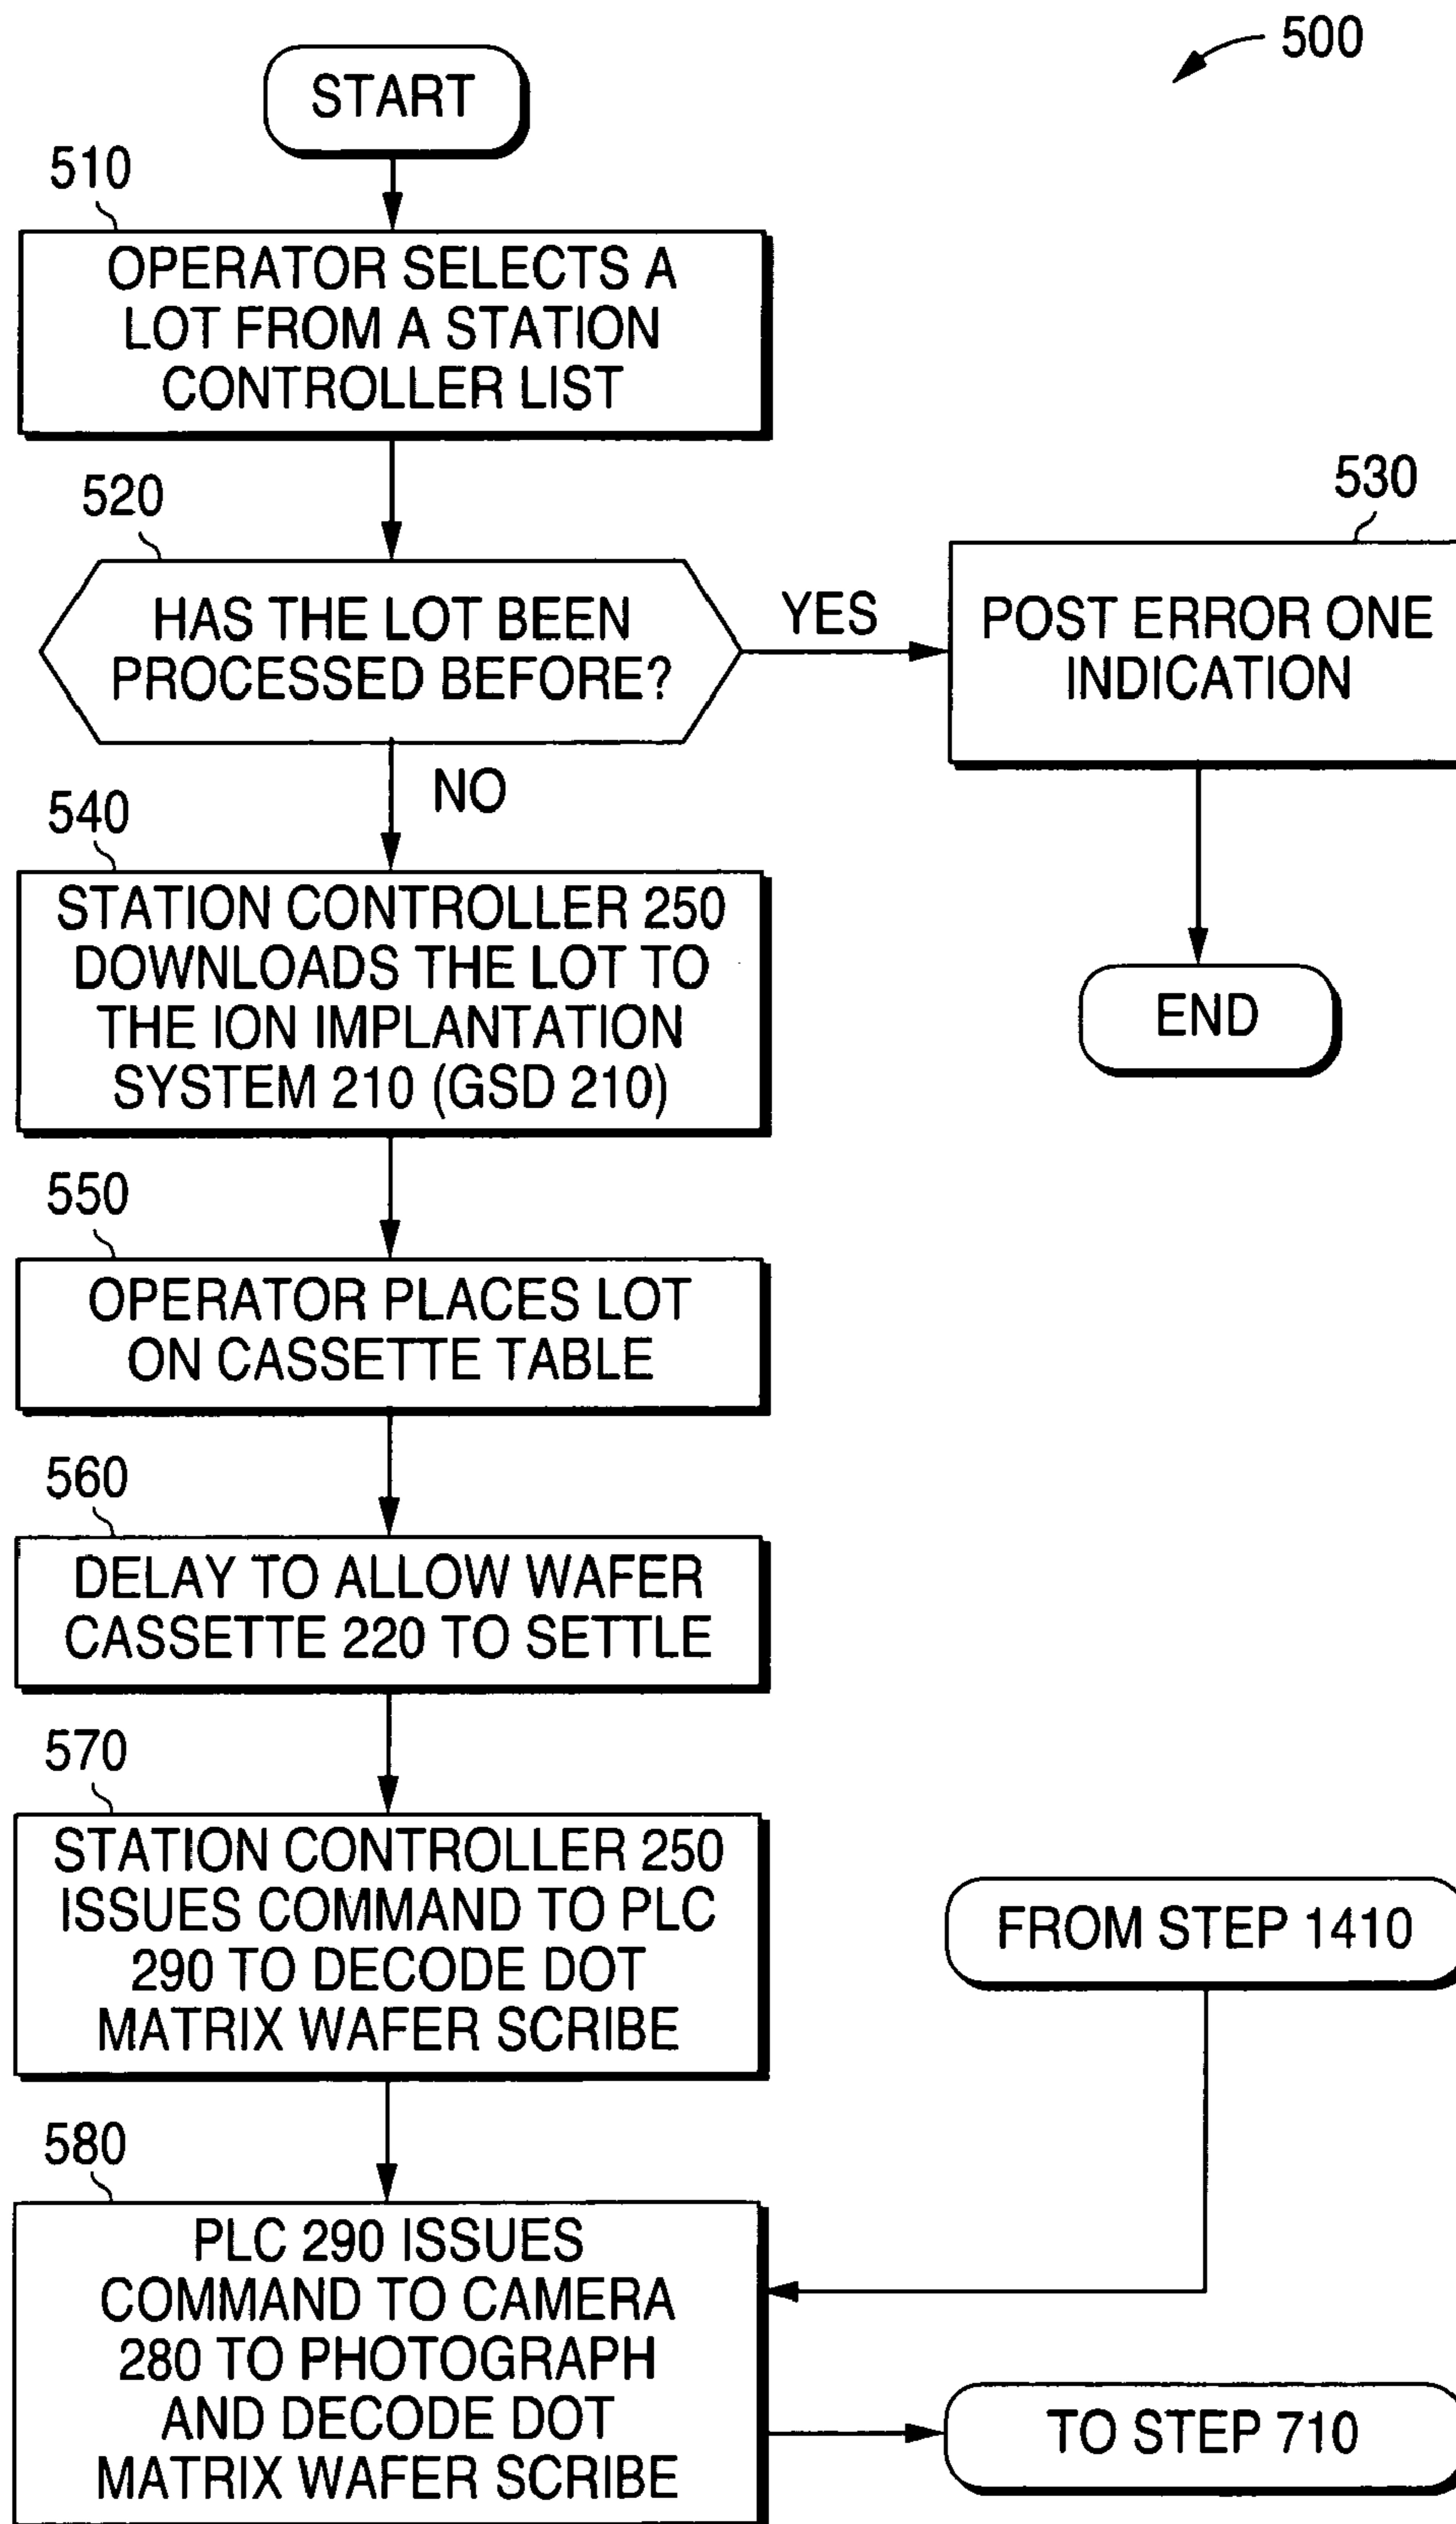 500
START
510
OPERATOR SELECTS A
LOT FROM A STATION
CONTROLLER LIST
520
HAS THE LOT BEEN
PROCESSED BEFORE?
YES
530
POST ERROR ONE
INDICATION
END
NO
540
STATION CONTROLLER 250
DOWNLOADS THE LOT TO
THE ION IMPLANTATION
SYSTEM 210 (GSD 210)
550
OPERATOR PLACES LOT
ON CASSETTE TABLE
560
DELAY TO ALLOW WAFER
CASSETTE 220 TO SETTLE
570
STATION CONTROLLER 250
ISSUES COMMAND TO PLC
290 TO DECODE DOT
MATRIX WAFER SCRIBE
FROM STEP 1410
580
PLC 290 ISSUES
COMMAND TO CAMERA
280 TO PHOTOGRAPH
AND DECODE DOT
MATRIX WAFER SCRIBE
TO STEP 710